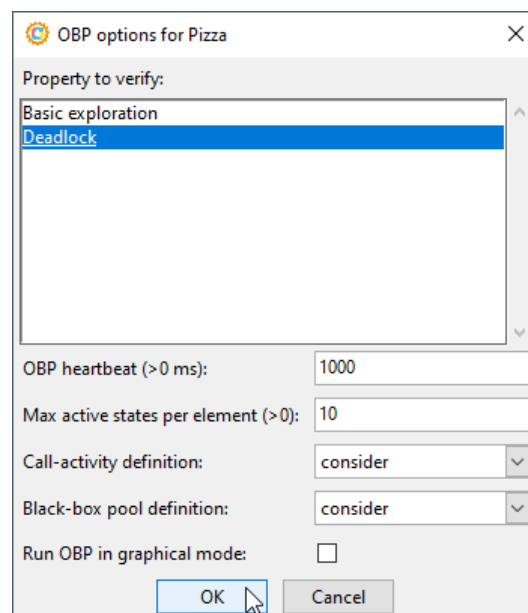 OBP options for Pizza
Property to verify:
Basic exploration
Deadlock
OBP heartbeat (>0 ms): 1000
Max active states per element (>0): 10
Call-activity definition: consider
Black-box pool definition: consider
Run OBP in graphical mode:
OK Cancel